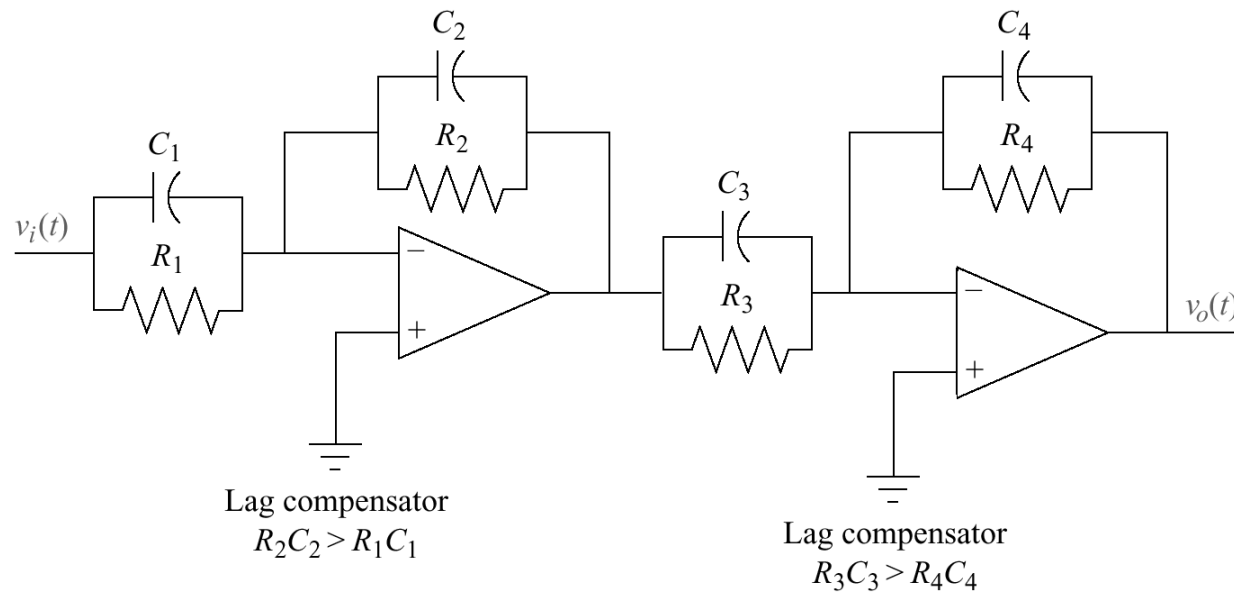 C2
C4
R2
R4
C1
C3
vi(t)
R1
−
R3
−
vo(t)
+
+
Lag compensator
R2C2 > R1C1
Lag compensator
R3C3 > R4C4